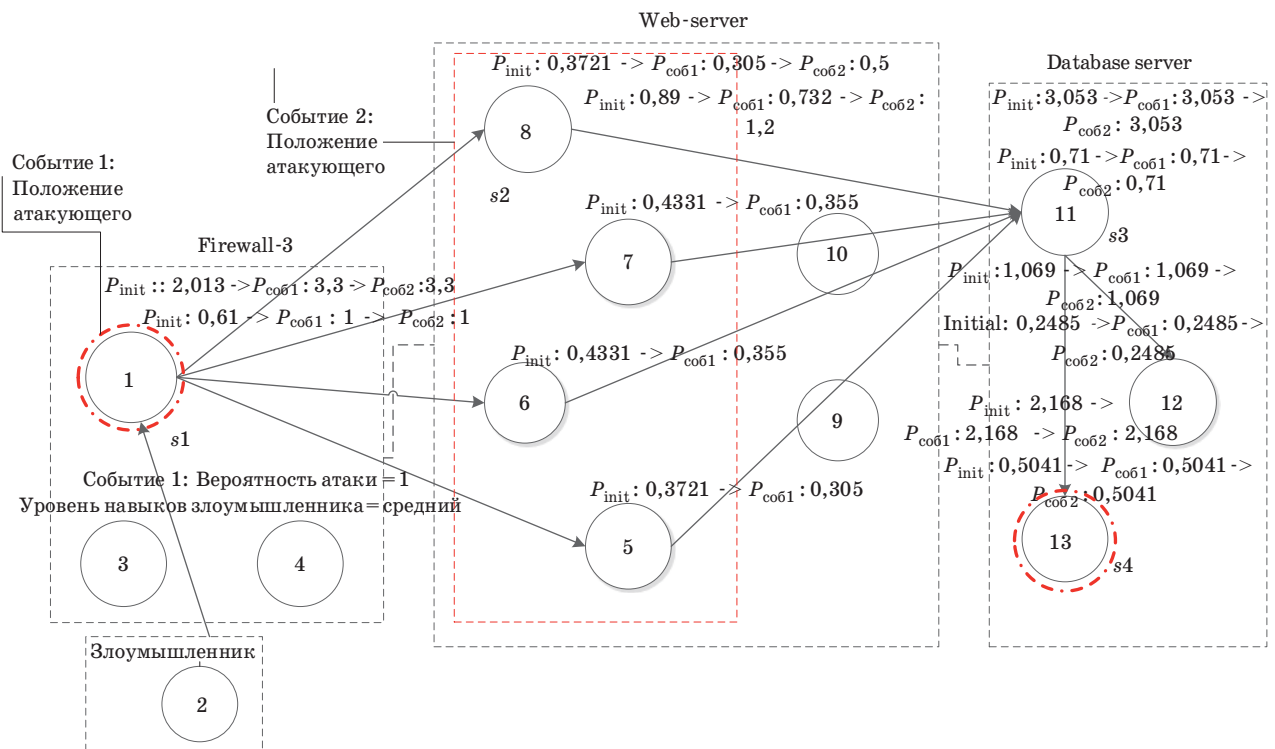 Web-server
P_init : 0,3721 -> P_соб1 : 0,305 -> P_соб2 : 0,5
P_init : 0,89 -> P_соб1 : 0,732 -> P_соб2 :
1,2
8
s2
Событие 2:
Положение
атакующего
Database server
P_init : 3,053 ->P_соб1 : 3,053 ->
P_соб2 : 3,053
P_init : 0,71 ->P_соб1 : 0,71->
P_соб2 : 0,71
11
s3
Событие 1:
Положение
атакующего
P_init : 0,4331 -> P_соб1 : 0,355
7
10
Firewall-3
P_init :: 2,013 ->P_соб1 : 3,3 -> P_соб2 :3,3
P_init : 0,61 -> P_соб1 : 1 -> P_соб2 : 1
1
s1
P_init :1,069 -> P_соб1 : 1,069 ->
P_соб2 : 1,069
Initial: 0,2485 ->P_соб1 : 0,2485->
P_соб2 : 0,2485
12
P_init : 0,4331 -> P_соб1 : 0,355
6
9
P_init : 2,168 ->
P_соб1 : 2,168 -> P_соб2 : 2,168
P_init : 0,5041-> P_соб1 : 0,5041->
P_соб2 : 0,5041
13
s4
Событие 1: Вероятность атаки = 1
Уровень навыков злоумышленника = средний
3
4
P_init : 0,3721 -> P_соб1 : 0,305
5
Злоумышленник
2